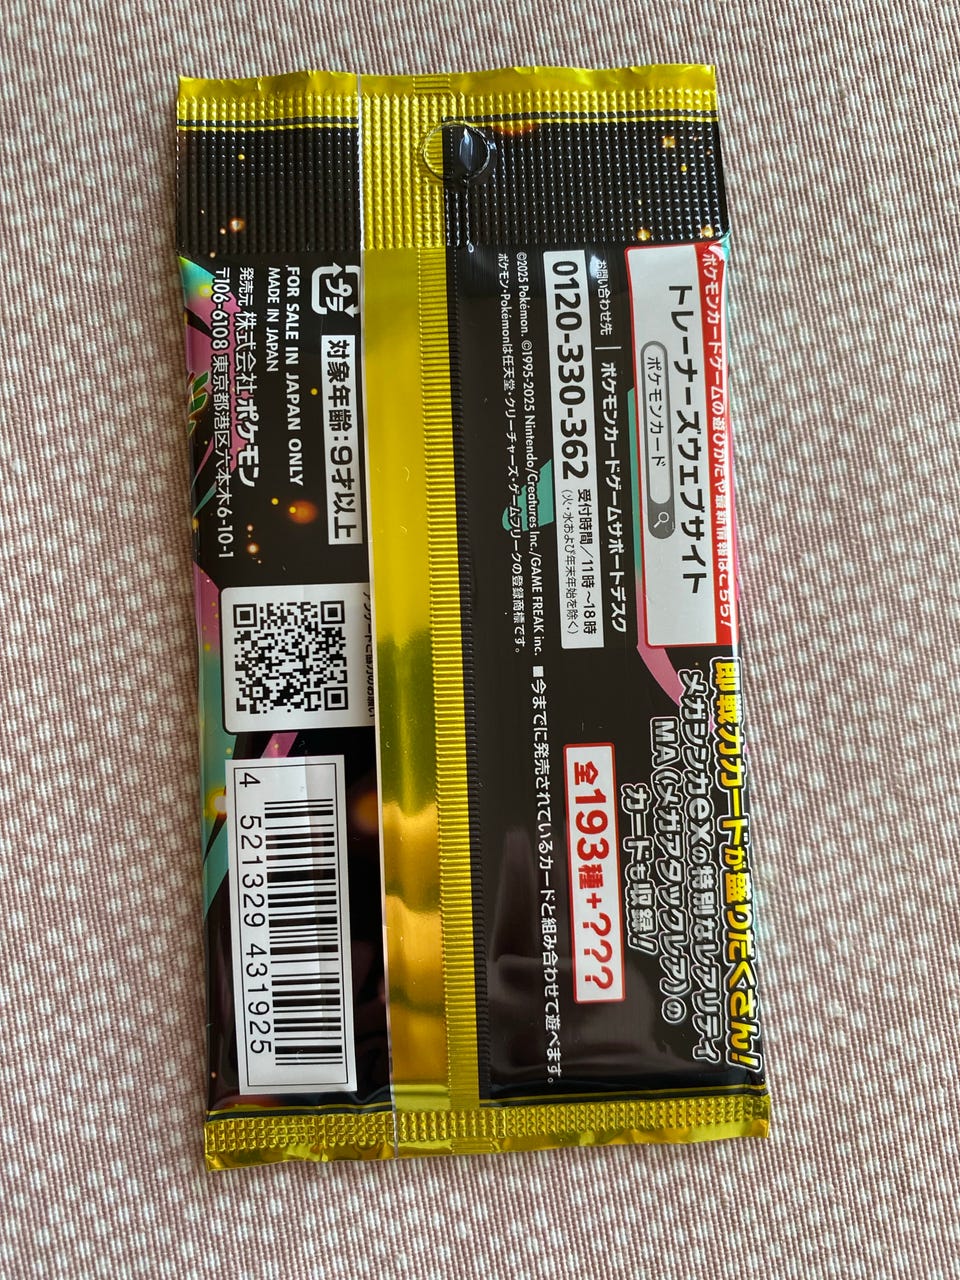 ポケモンカードゲームの遊びかたや最新情報はこちら!
トレーナーズウェブサイト
ポケモンカード
即戦力カードが盛りだくさん!
メガシンカexの特別なレアリティ
MA(メガアタックレア)の
カードも収録!
全193種+???
お問い合わせ先
ポケモンカードゲームサポートデスク
0120-330-362
受付時間/11時~18時
(火・水および年末年始を除く)
©2025 Pokémon. ©1995-2025 Nintendo/Creatures Inc./GAME FREAK inc.
ポケモン・Pokémonは任天堂・クリーチャーズ・ゲームフリークの登録商標です。
■今までに発売されているカードと組み合わせて遊べます。
プラ
対象年齢:9才以上
FOR SALE IN JAPAN ONLY
MADE IN JAPAN
発売元 株式会社ポケモン
〒106-6108 東京都港区六本木6-10-1
4 521329 431925